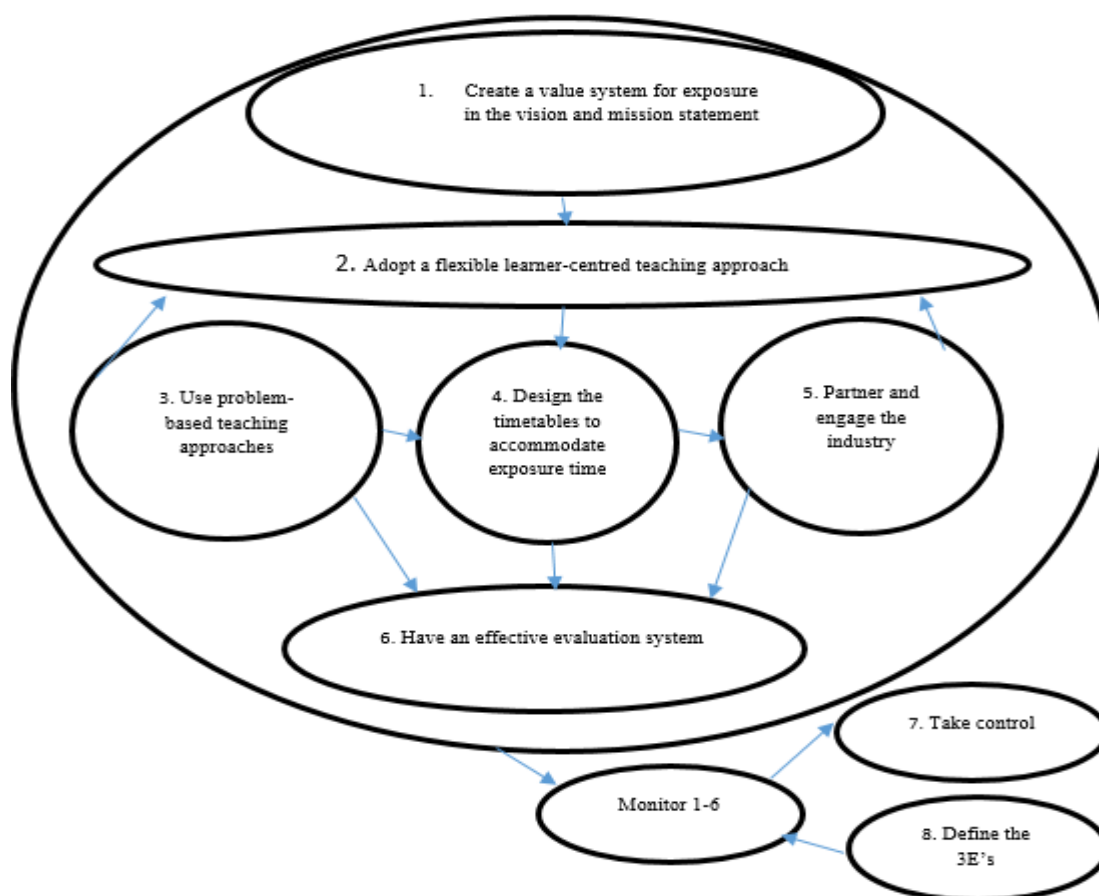 1. Create a value system for exposure
in the vision and mission statement
2. Adopt a flexible learner-centred teaching approach
3. Use problem-
based teaching
approaches
4. Design the
timetables to
accommodate
exposure time
5. Partner and
engage the
industry
6. Have an effective evaluation system
7. Take control
Monitor 1-6
8. Define the
3E’s